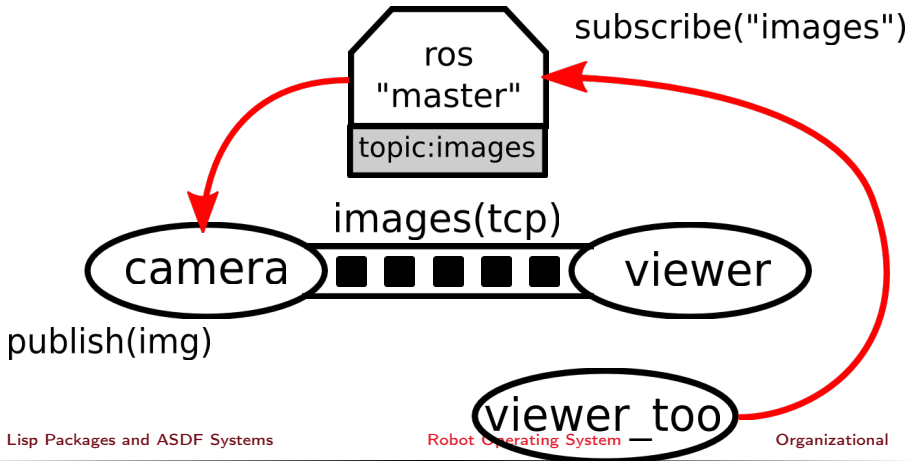 subscribe("images")
ros
"master"
topic:images
images(tcp)
camera
viewer
publish(img)
viewer_too
Lisp Packages and ASDF Systems
Robot Operating System
Organizational